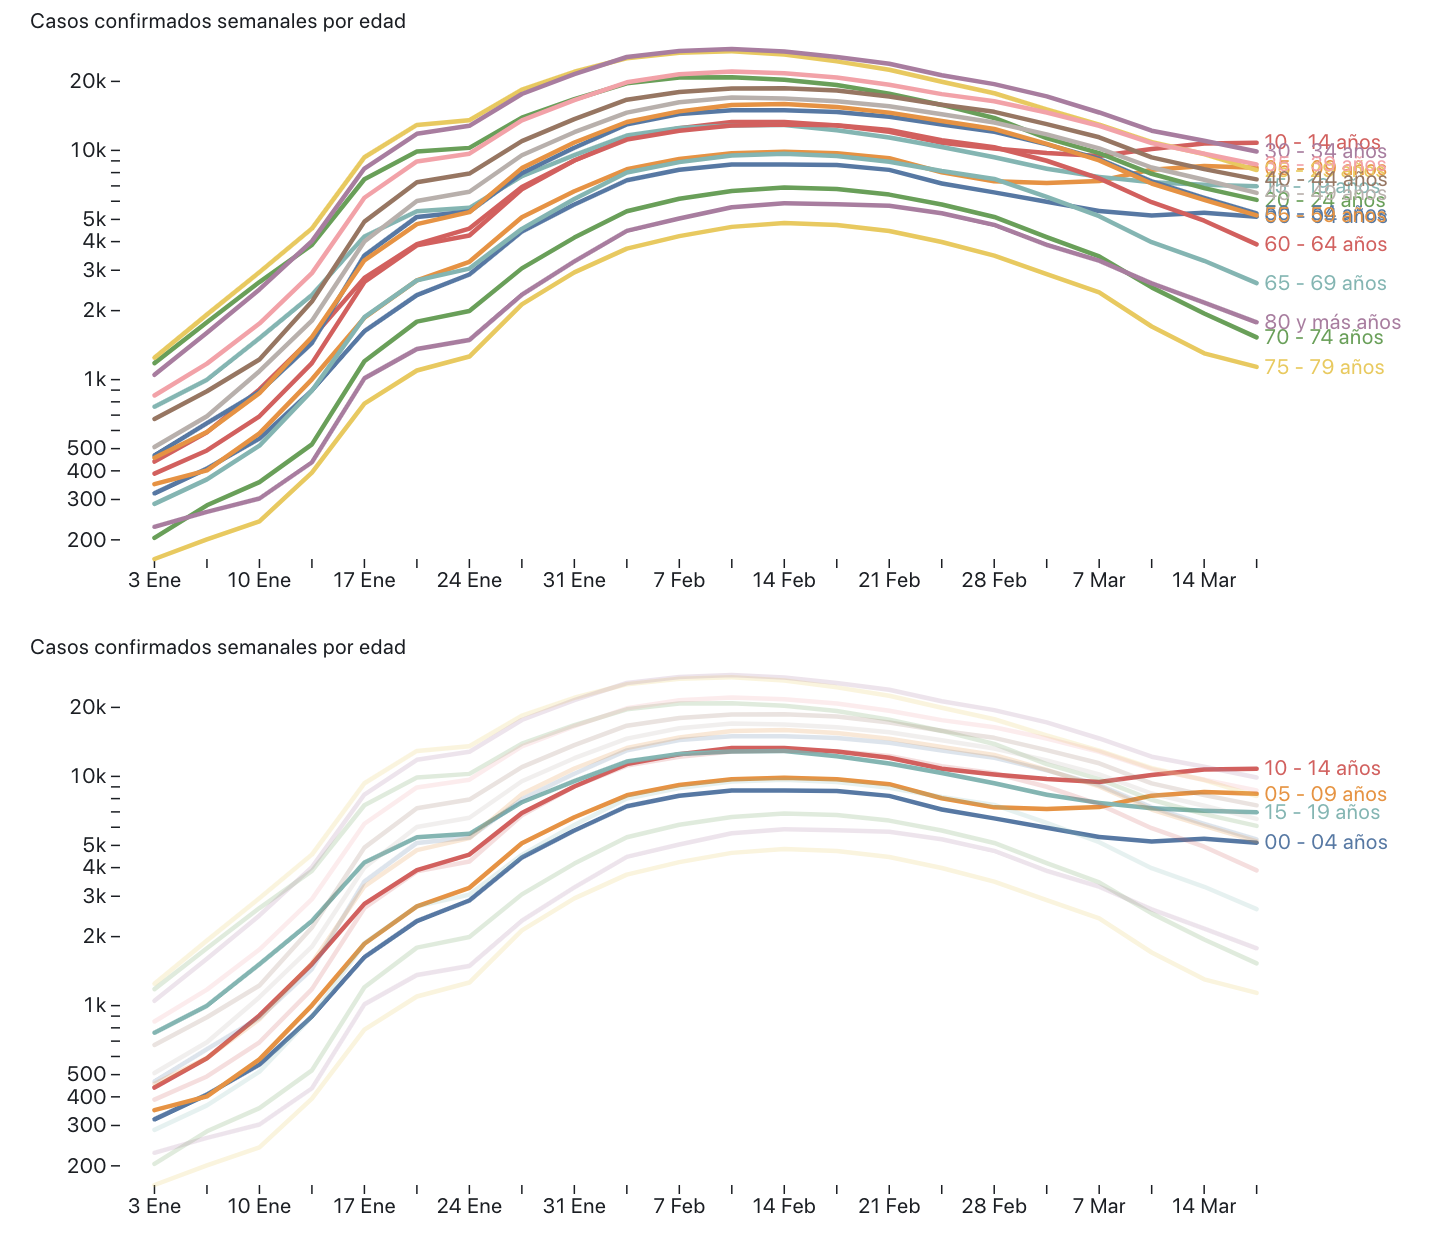 Casos confirmados semanales por edad
20k
10k
5k
4k
3k
2k
1k
500
400
300
200
10 - 14 años
30 - 34 años
40 - 44 años
15 - 19 años
20 - 24 años
60 - 64 años
65 - 69 años
80 y más años
70 - 74 años
75 - 79 años
3 Ene 10 Ene 17 Ene 24 Ene 31 Ene 7 Feb 14 Feb 21 Feb 28 Feb 7 Mar 14 Mar
Casos confirmados semanales por edad
20k
10k
5k
4k
3k
2k
1k
500
400
300
200
10 - 14 años
05 - 09 años
15 - 19 años
00 - 04 años
3 Ene 10 Ene 17 Ene 24 Ene 31 Ene 7 Feb 14 Feb 21 Feb 28 Feb 7 Mar 14 Mar